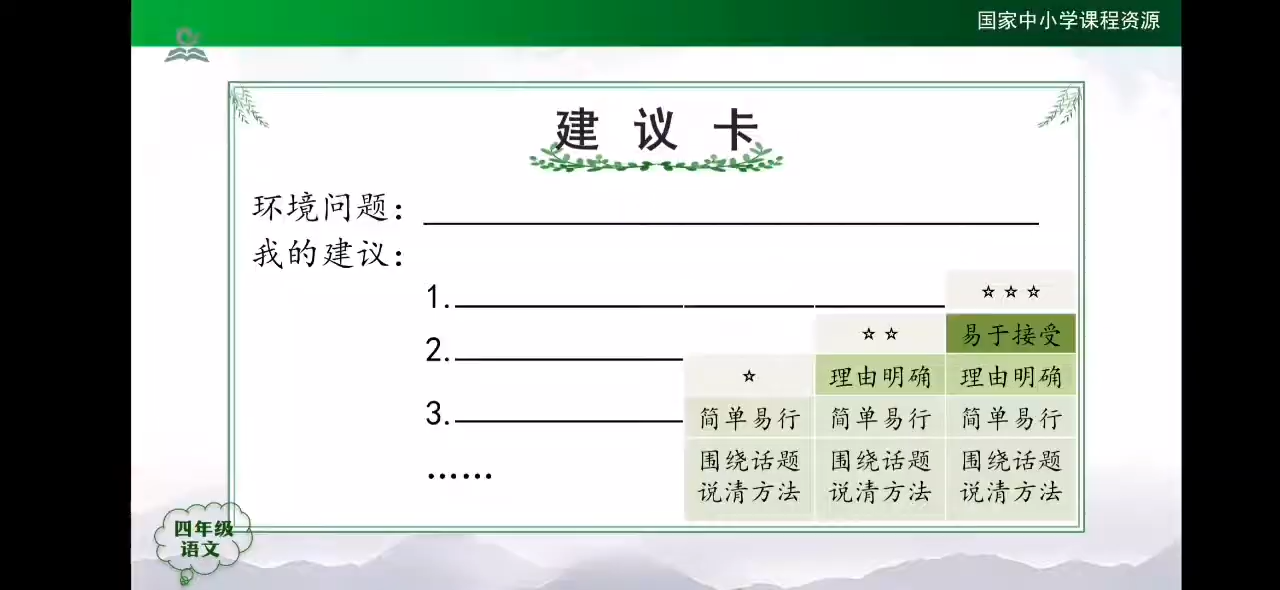 国家中小学课程资源
建议卡
环境问题：
我的建议：
1.
2.
3.
……
☆
简单易行
围绕话题
说清方法
☆☆
理由明确
简单易行
围绕话题
说清方法
☆☆☆
易于接受
理由明确
简单易行
围绕话题
说清方法
四年级
语文